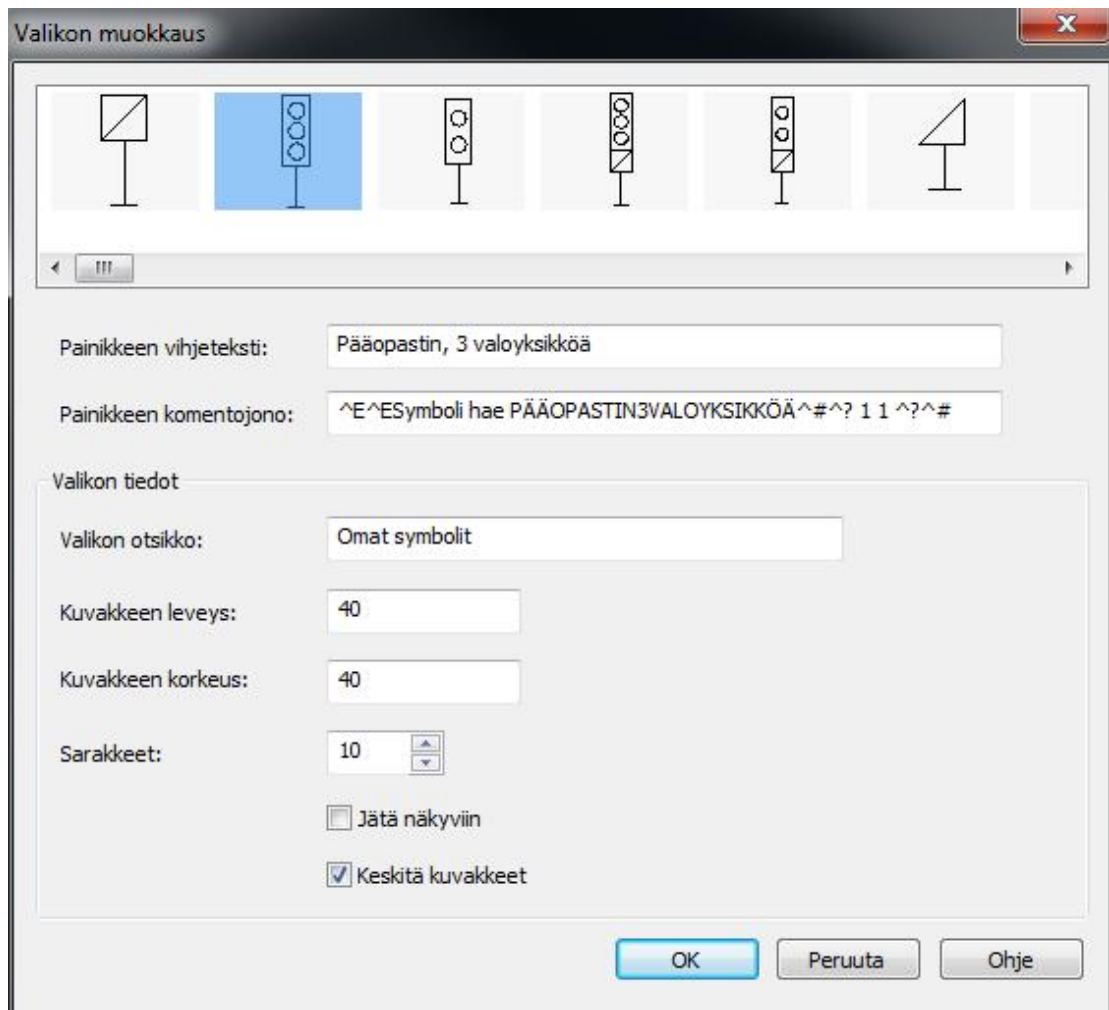 Valikon muokkaus
Painikkeen vihjeteksti: Pääopastin, 3 valoyksikköä
Painikkeen komentojono: ^E^ESymboli hae PÄÄOPASTIN3VALOYKSIKKÖÄ^#^? 1 1 ^?^#
Valikon tiedot
Valikon otsikko: Omat symbolit
Kuvakkeen leveys: 40
Kuvakkeen korkeus: 40
Sarakkeet: 10
Jätä näkyviin
Keskitä kuvakkeet
OK Peruuta Ohje